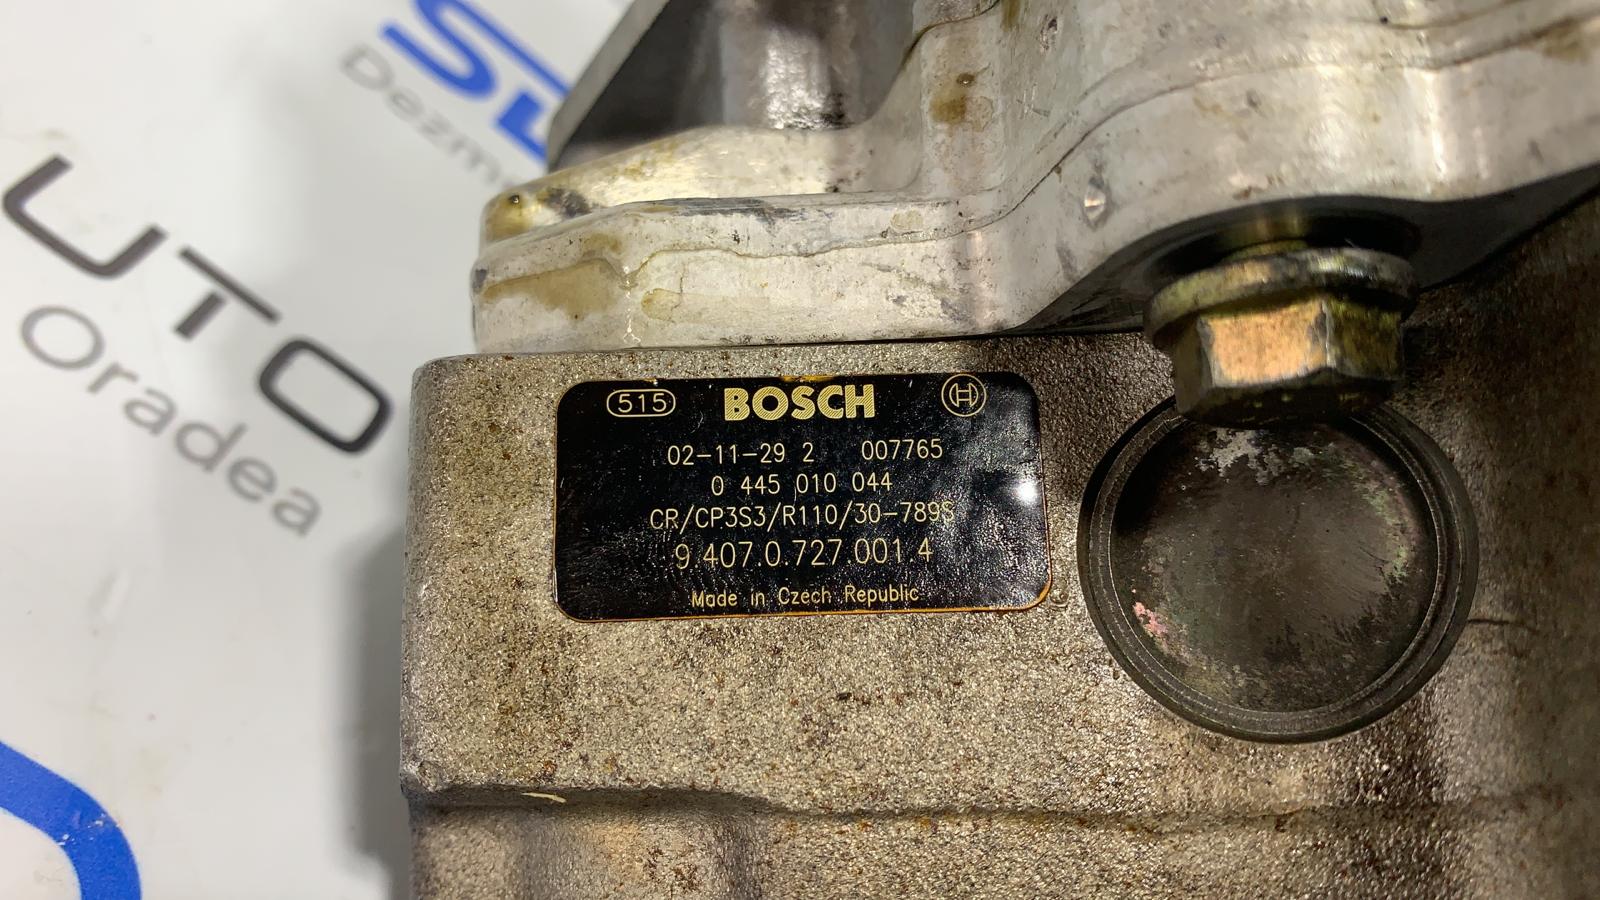 UTO
Oradea
515 BOSCH
02-11-29 2 007765
0 445 010 044
CR/CP3S3/R110/30-789S
9.407.0.727.001.4
Made in Czech Republic